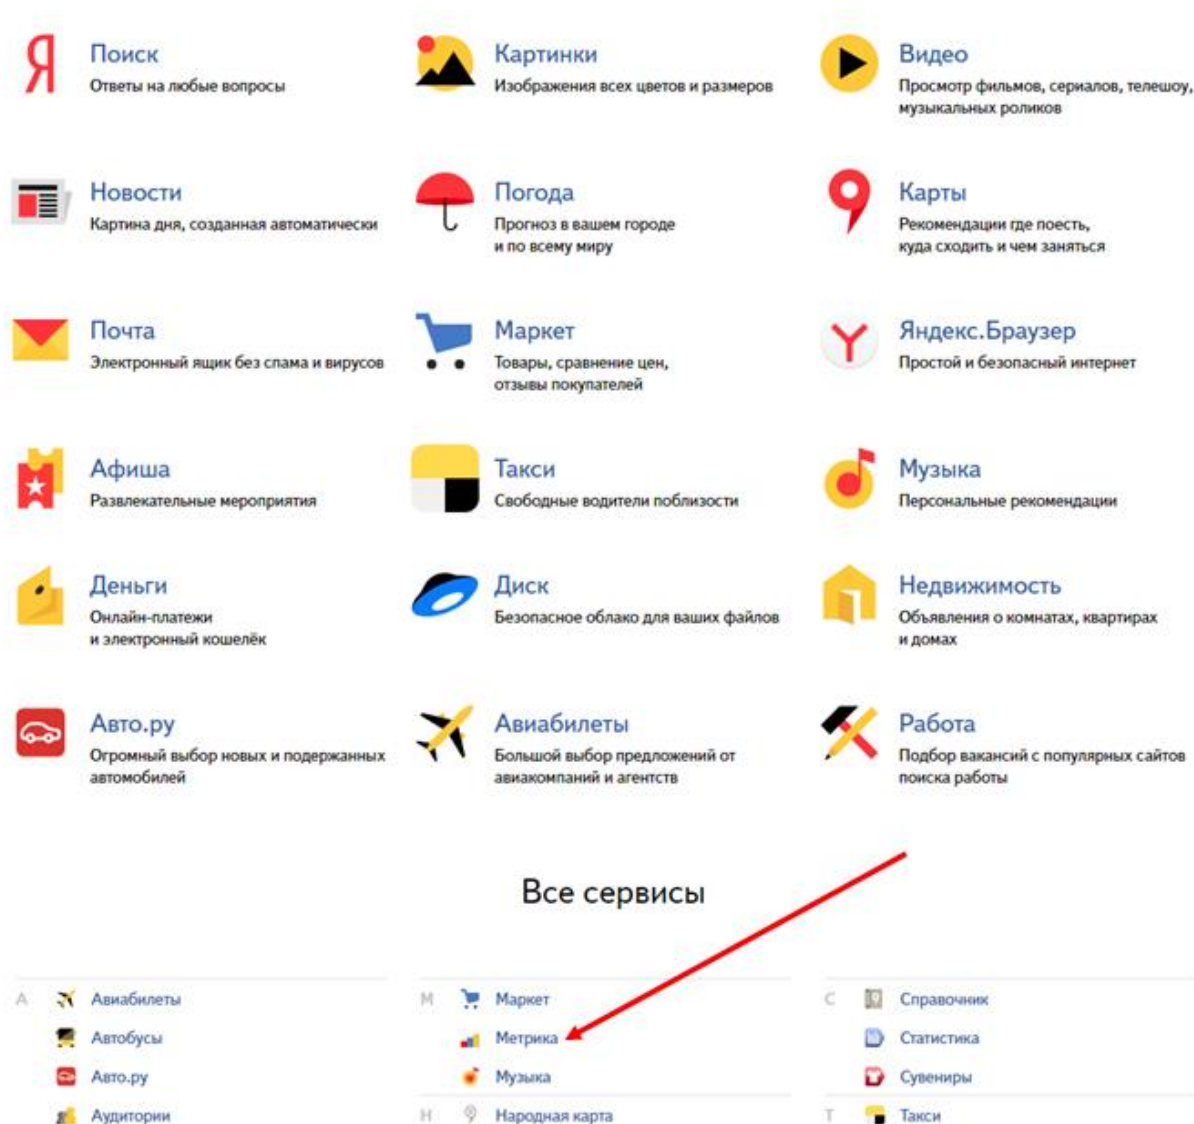 Я
Поиск
Ответы на любые вопросы
Картинки
Изображения всех цветов и размеров
Видео
Просмотр фильмов, сериалов, телешоу,
музыкальных роликов
Новости
Картина дня, созданная автоматически
Погода
Прогноз в вашем городе
и по всему миру
Карты
Рекомендации где поесть,
куда сходить и чем заняться
Почта
Электронный ящик без спама и вирусов
Маркет
Товары, сравнение цен,
отзывы покупателей
Яндекс.Браузер
Простой и безопасный интернет
Афиша
Развлекательные мероприятия
Такси
Свободные водители поблизости
Музыка
Персональные рекомендации
Деньги
Онлайн-платежи
и электронный кошелёк
Диск
Безопасное облако для ваших файлов
Недвижимость
Объявления о комнатах, квартирах
и домах
Авто.ру
Огромный выбор новых и подержанных
автомобилей
Авиабилеты
Большой выбор предложений от
авиакомпаний и агентств
Работа
Подбор вакансий с популярных сайтов
поиска работы
Все сервисы
А Авиабилеты
Автобусы
Авто.ру
Аудитории
М Маркет
Метрика
Музыка
Н Народная карта
С Справочник
Статистика
Сувениры
Т Такси